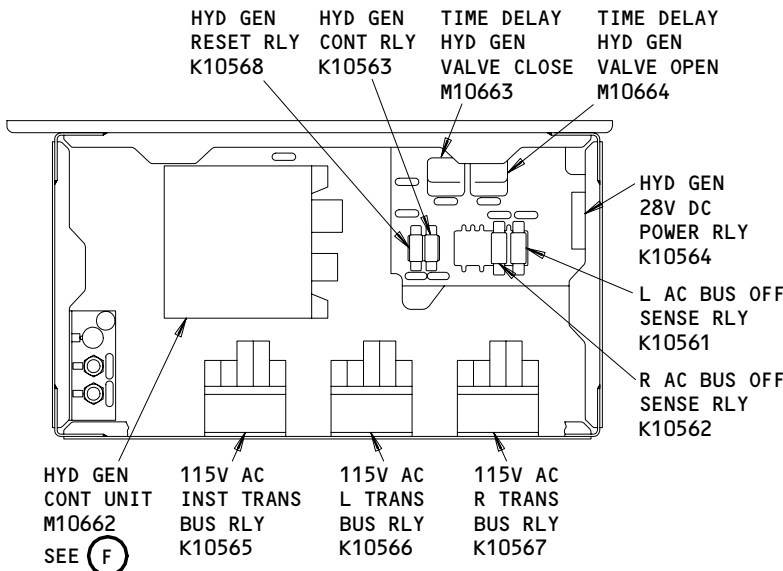 HYD GEN
RESET RLY
K10568
HYD GEN
CONT RLY
K10563
TIME DELAY
HYD GEN
VALVE CLOSE
M10663
TIME DELAY
HYD GEN
VALVE OPEN
M10664
HYD GEN
28V DC
POWER RLY
K10564
L AC BUS OFF
SENSE RLY
K10561
R AC BUS OFF
SENSE RLY
K10562
HYD GEN
CONT UNIT
M10662
SEE F
115V AC
INST TRANS
BUS RLY
K10565
115V AC
L TRANS
BUS RLY
K10566
115V AC
R TRANS
BUS RLY
K10567